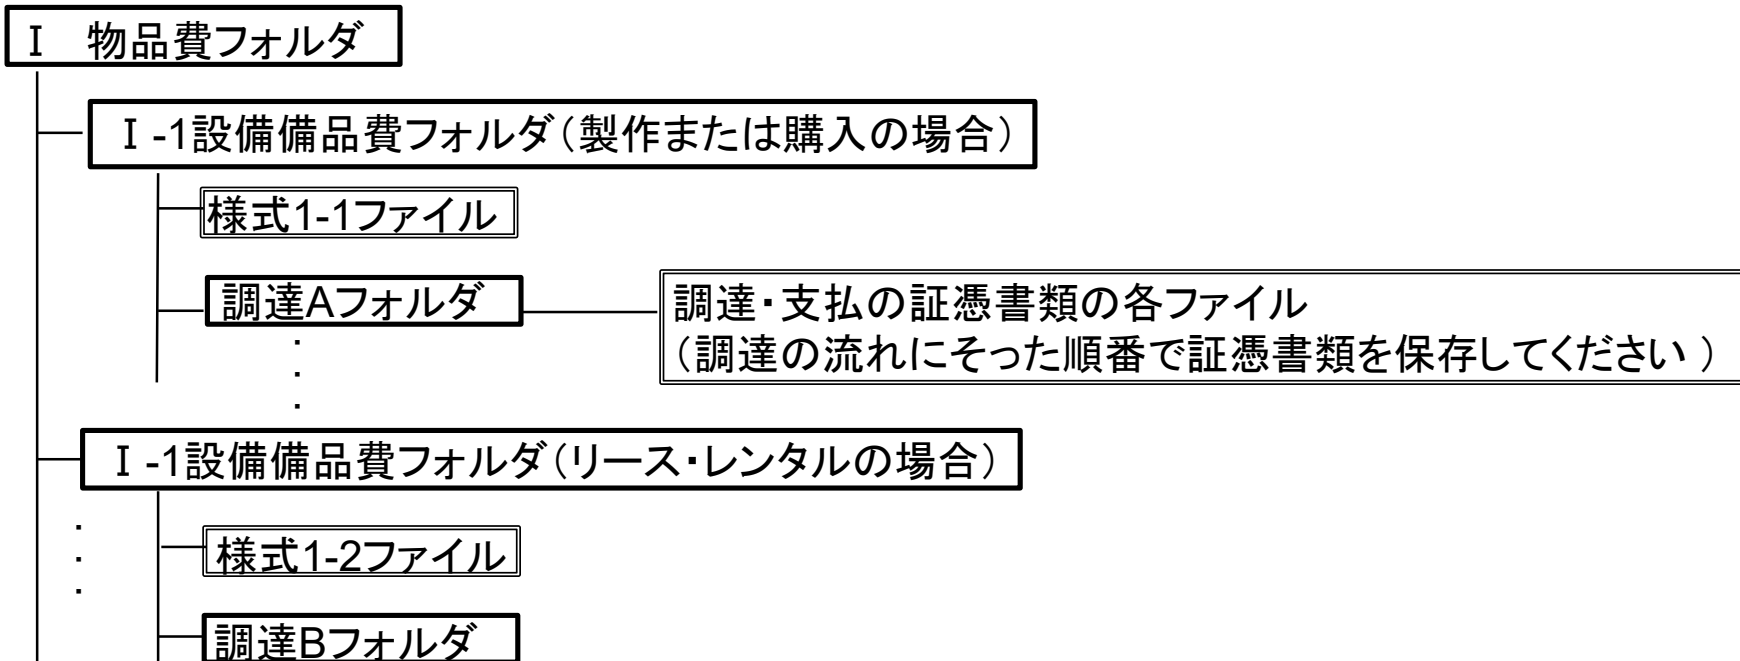 Ⅰ　物品費フォルダ
Ⅰ-1設備備品費フォルダ（製作または購入の場合）
様式1-1ファイル
調達Aフォルダ
調達・支払の証憑書類の各ファイル
（調達の流れにそった順番で証憑書類を保存してください ）
Ⅰ-1設備備品費フォルダ（リース・レンタルの場合）
様式1-2ファイル
調達Bフォルダ